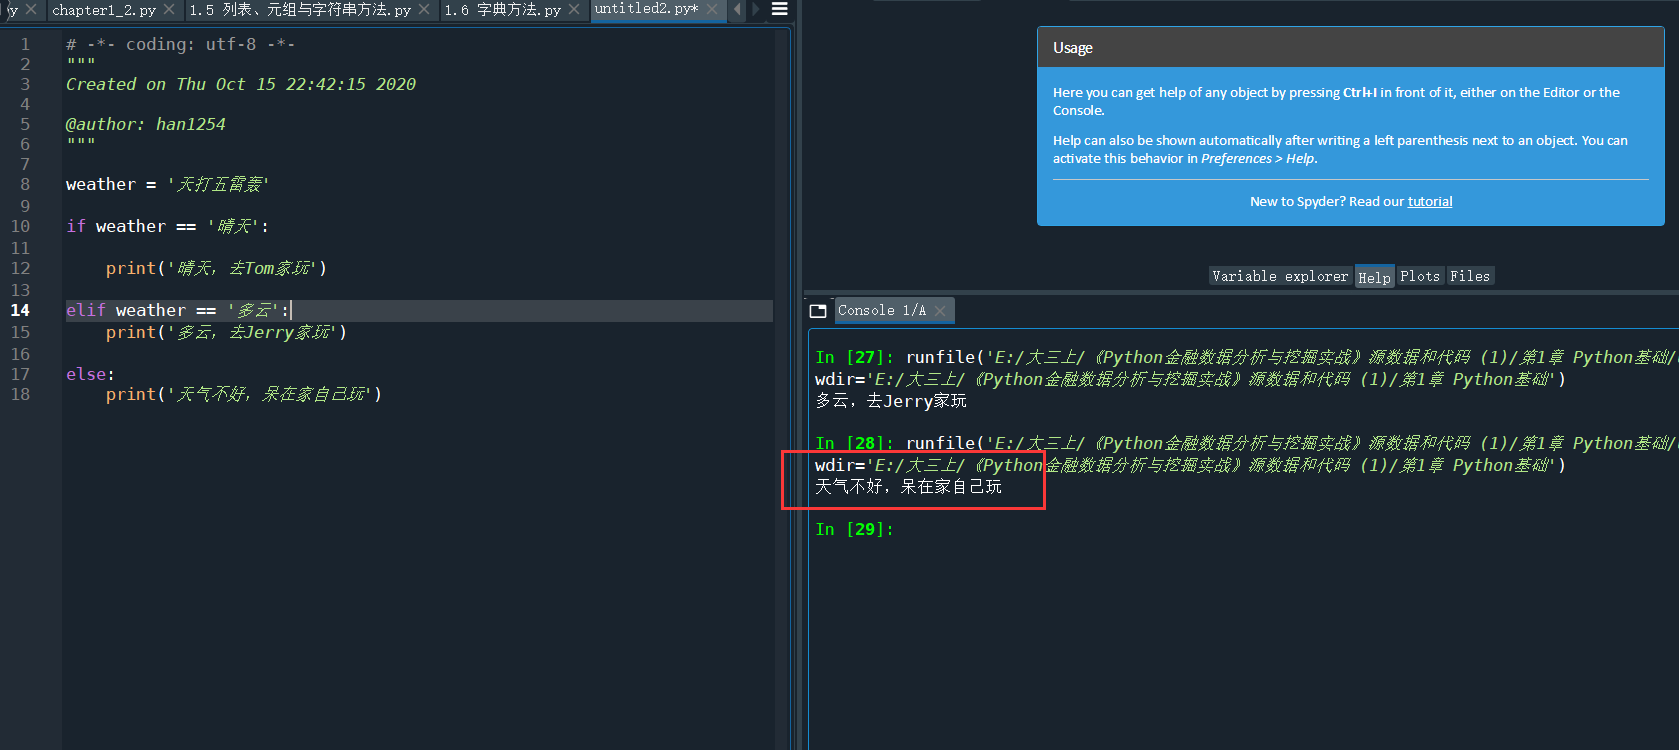 y chapter1_2.py 1.5 列表、元组与字符串方法.py 1.6 字典方法.py untitled2.py*
1 # -*- coding: utf-8 -*-
2 """
3 Created on Thu Oct 15 22:42:15 2020
4
5 @author: han1254
6 """
7
8 weather = '天打五雷轰'
9
10 if weather == '晴天':
11
12 print('晴天，去Tom家玩')
13
14 elif weather == '多云':
15 print('多云，去Jerry家玩')
16
17 else:
18 print('天气不好，呆在家自己玩')
Usage
Here you can get help of any object by pressing Ctrl+I in front of it, either on the Editor or the
Console.
Help can also be shown automatically after writing a left parenthesis next to an object. You can
activate this behavior in Preferences > Help.
New to Spyder? Read our tutorial
Variable explorer Help Plots Files
Console 1/A
In [27]: runfile('E:/大三上/《Python金融数据分析与挖掘实战》源数据和代码 (1)/第1章 Python基础/
wdir='E:/大三上/《Python金融数据分析与挖掘实战》源数据和代码 (1)/第1章 Python基础')
多云，去Jerry家玩
In [28]: runfile('E:/大三上/《Python金融数据分析与挖掘实战》源数据和代码 (1)/第1章 Python基础/
wdir='E:/大三上/《Python金融数据分析与挖掘实战》源数据和代码 (1)/第1章 Python基础')
天气不好，呆在家自己玩
In [29]: